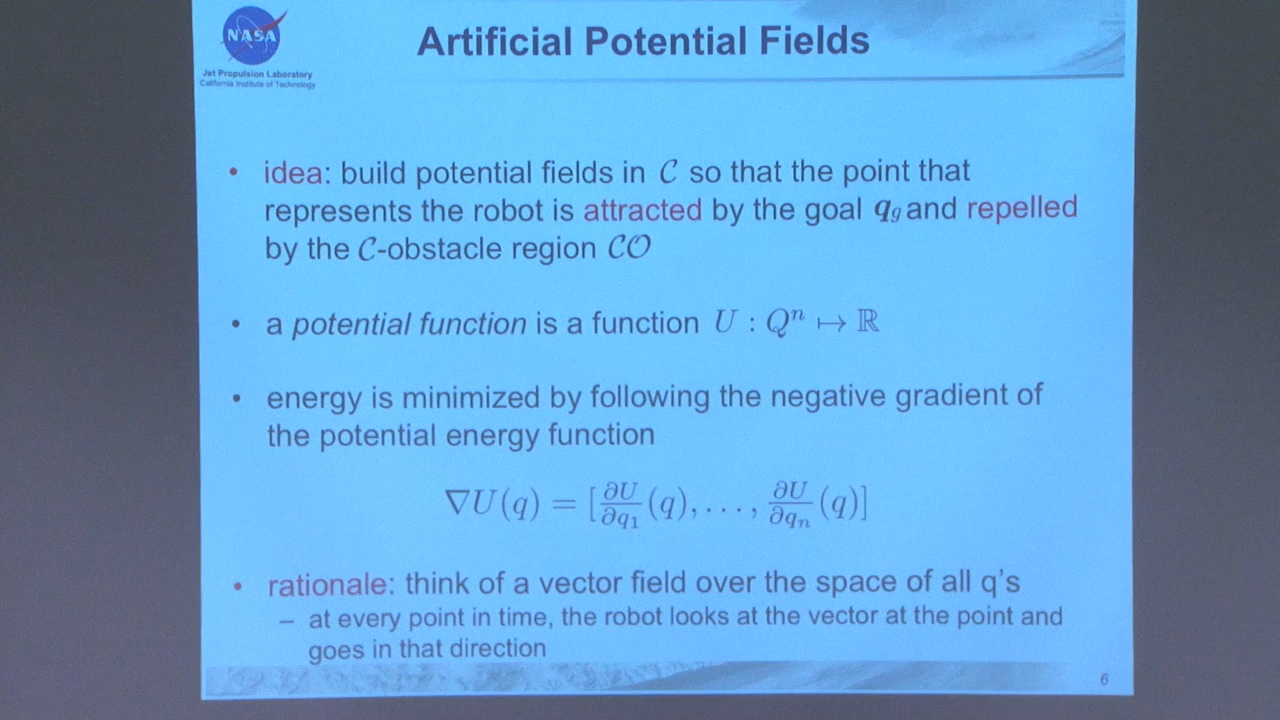 NASA
Jet Propulsion Laboratory
California Institute of Technology
Artificial Potential Fields
• idea: build potential fields in 𝒞 so that the point that
represents the robot is attracted by the goal q_g and repelled
by the 𝒞-obstacle region 𝒞𝒪
• a potential function is a function U : Qⁿ ↦ ℝ
• energy is minimized by following the negative gradient of
the potential energy function
∇U(q) = [∂U/∂q₁ (q), . . . , ∂U/∂qₙ (q)]
• rationale: think of a vector field over the space of all q's
– at every point in time, the robot looks at the vector at the point and
goes in that direction
6